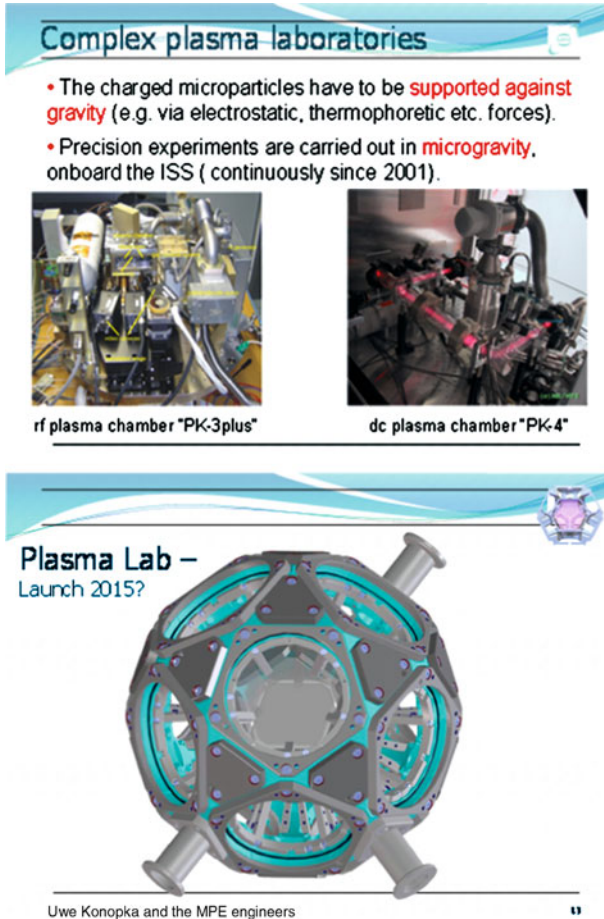 Complex plasma laboratories
• The charged microparticles have to be supported against
gravity (e.g. via electrostatic, thermophoretic etc. forces).
• Precision experiments are carried out in microgravity,
onboard the ISS ( continuously since 2001).
rf plasma chamber "PK-3plus"
dc plasma chamber "PK-4"
Plasma Lab –
Launch 2015?
Uwe Konopka and the MPE engineers